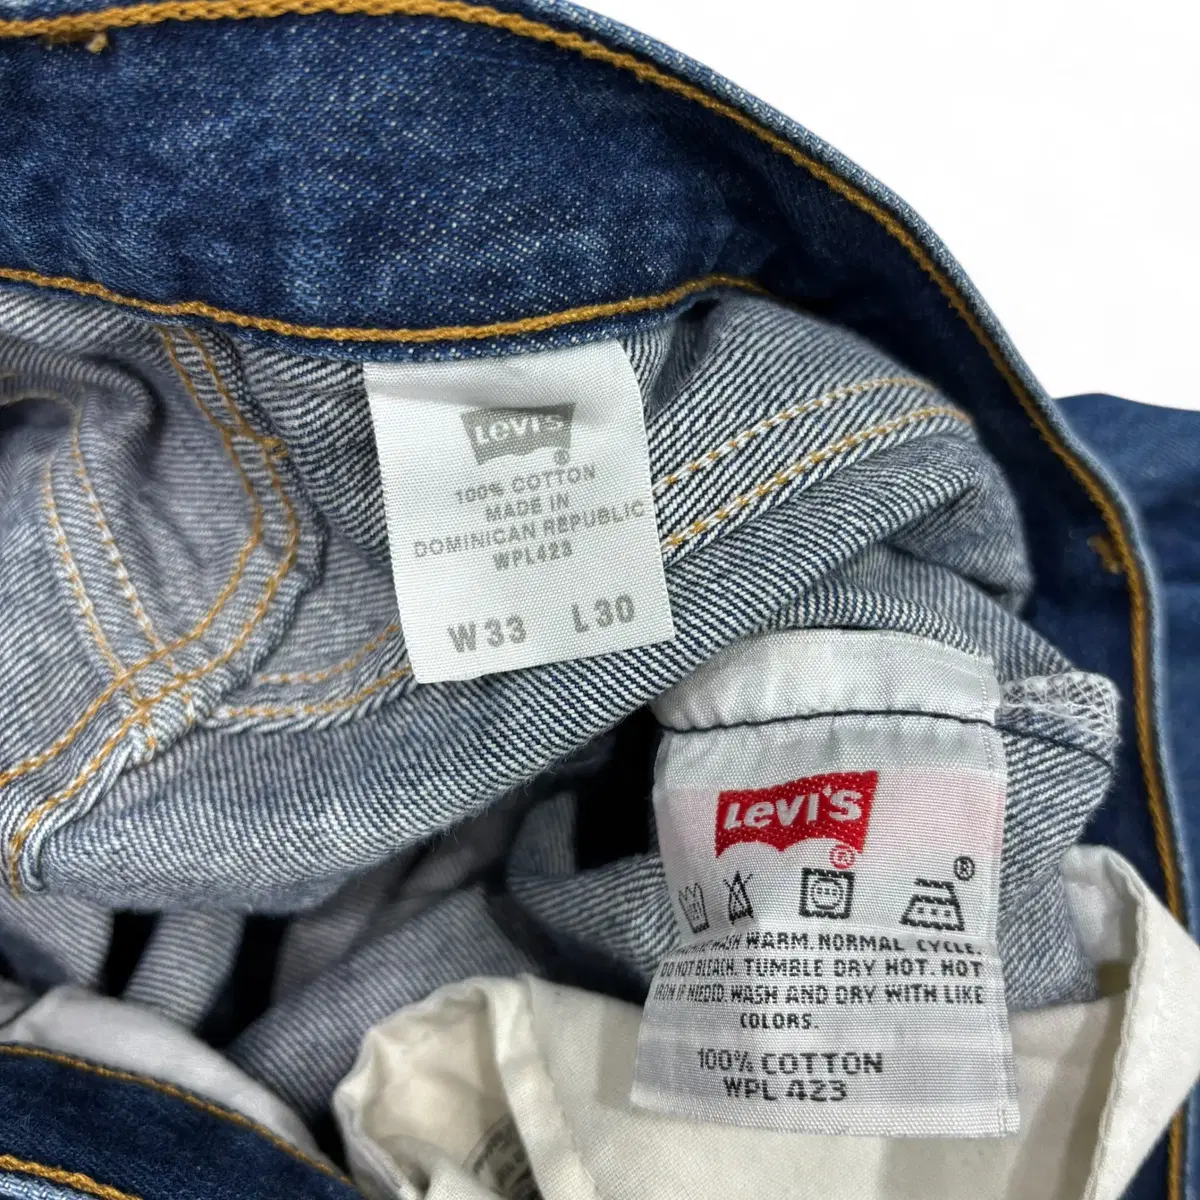 LEVI'S
®
100% COTTON
MADE IN
DOMINICAN REPUBLIC
WPL423
W33 L30
LEVI'S
®
®
WASH WARM. NORMAL CYCLE.
DO NOT BLEACH. TUMBLE DRY HOT. HOT
IRON IF NEEDED. WASH AND DRY WITH LIKE
COLORS.
100% COTTON
WPL 423